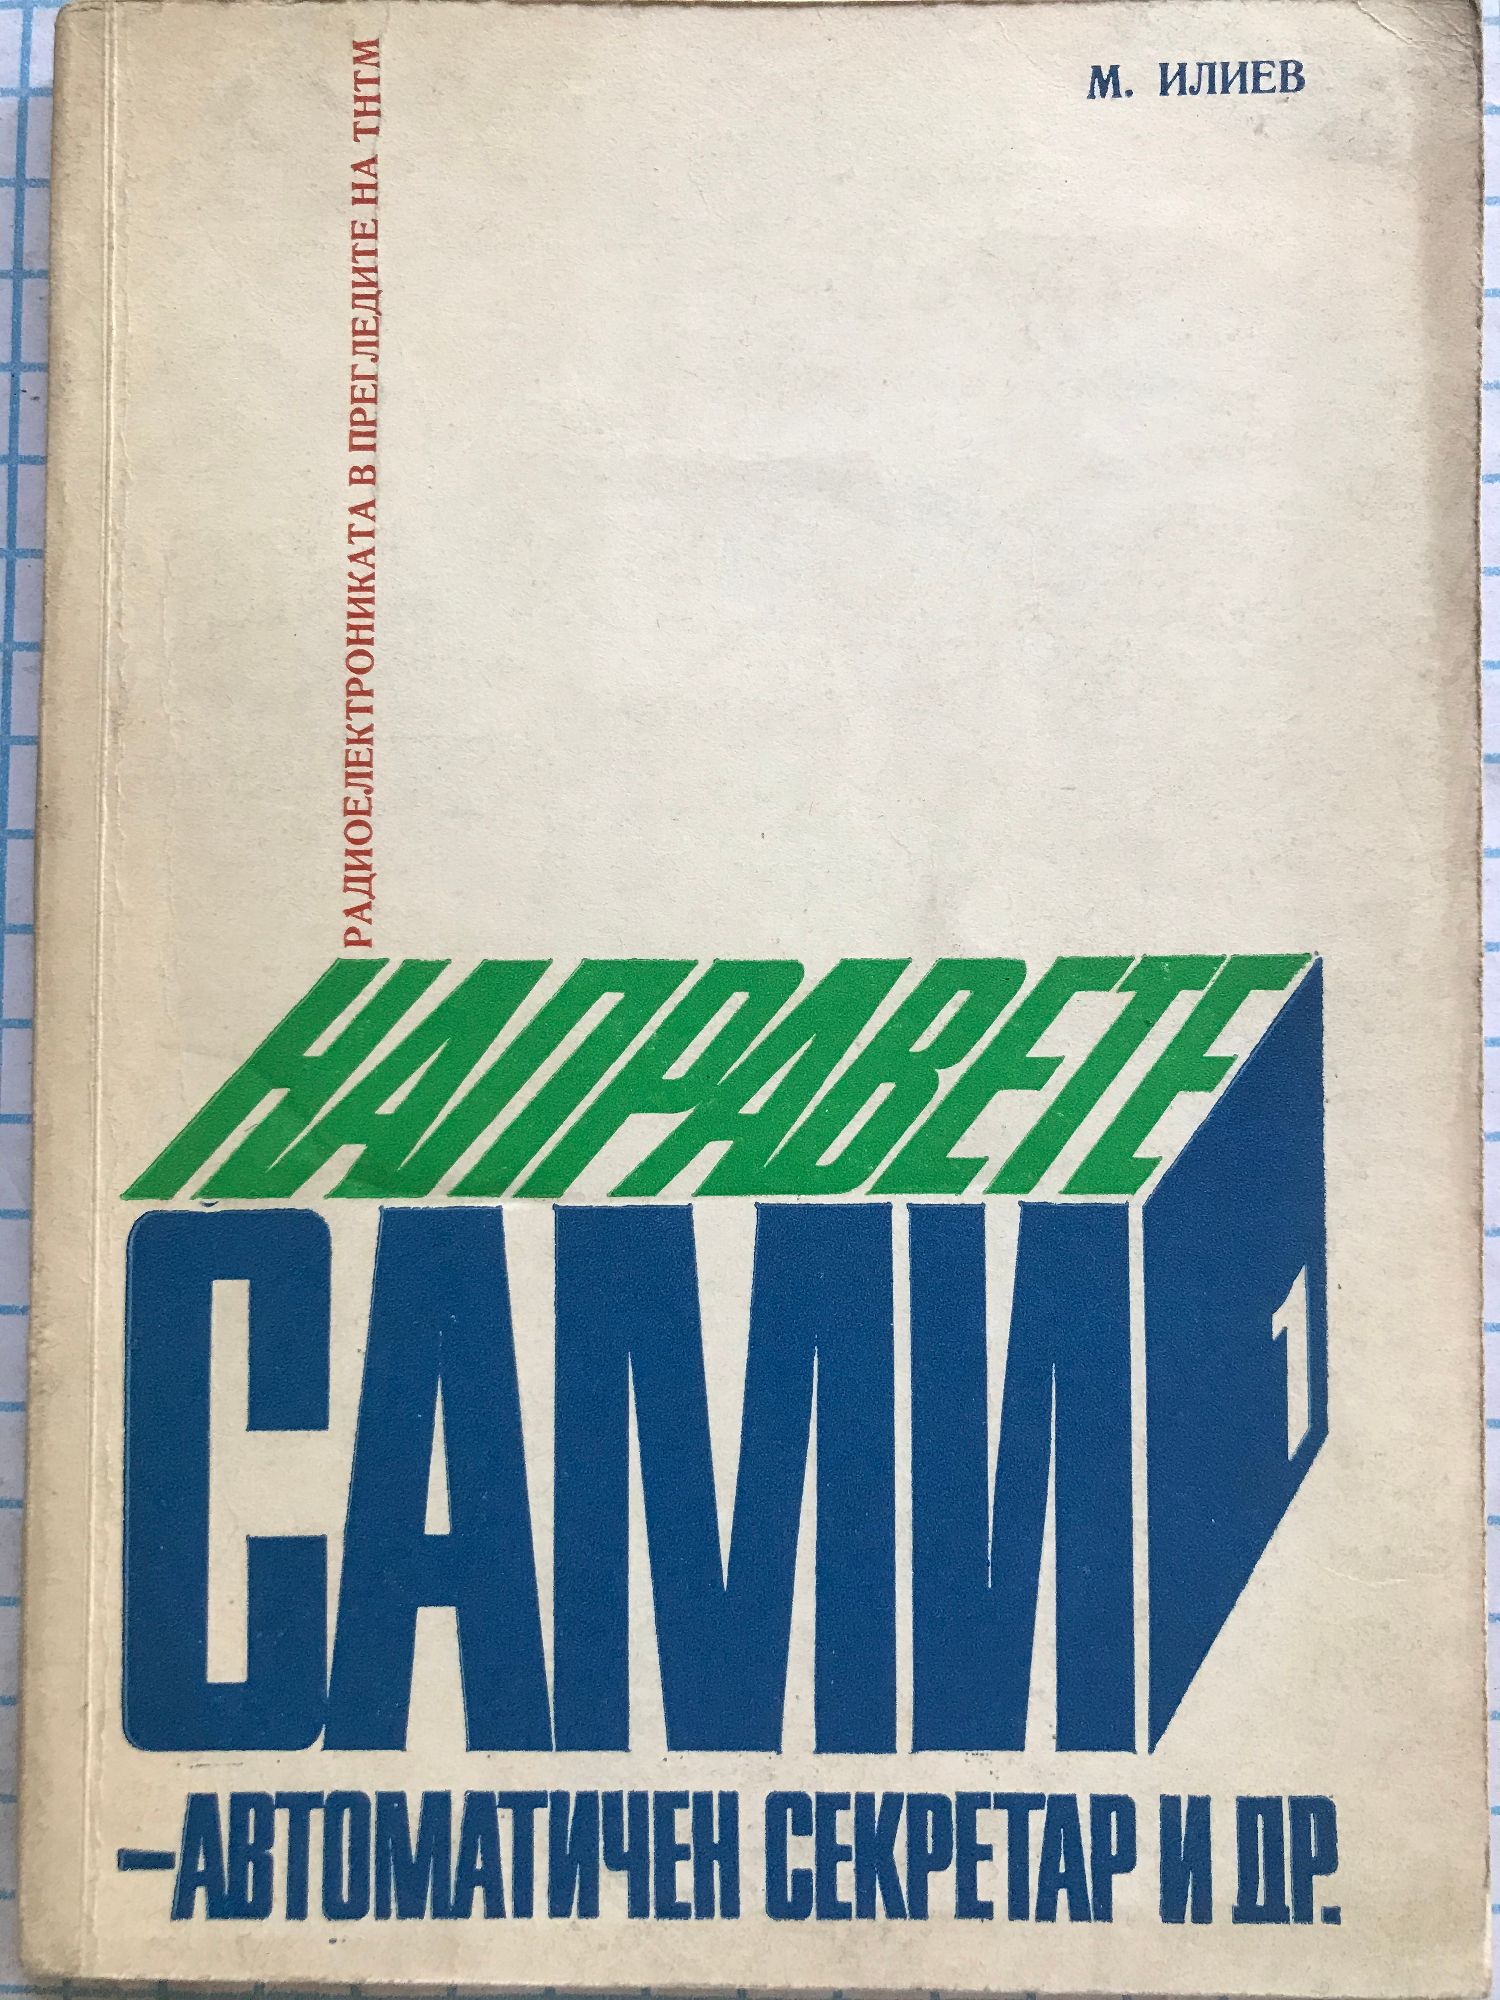 М. ИЛИЕВ
РАДИОЕЛЕКТРОНИКАТА В ПРЕГЛЕДИТЕ НА ТНТМ
НАПРАВЕТЕ
САМИ
1
–АВТОМАТИЧЕН СЕКРЕТАР И ДР.